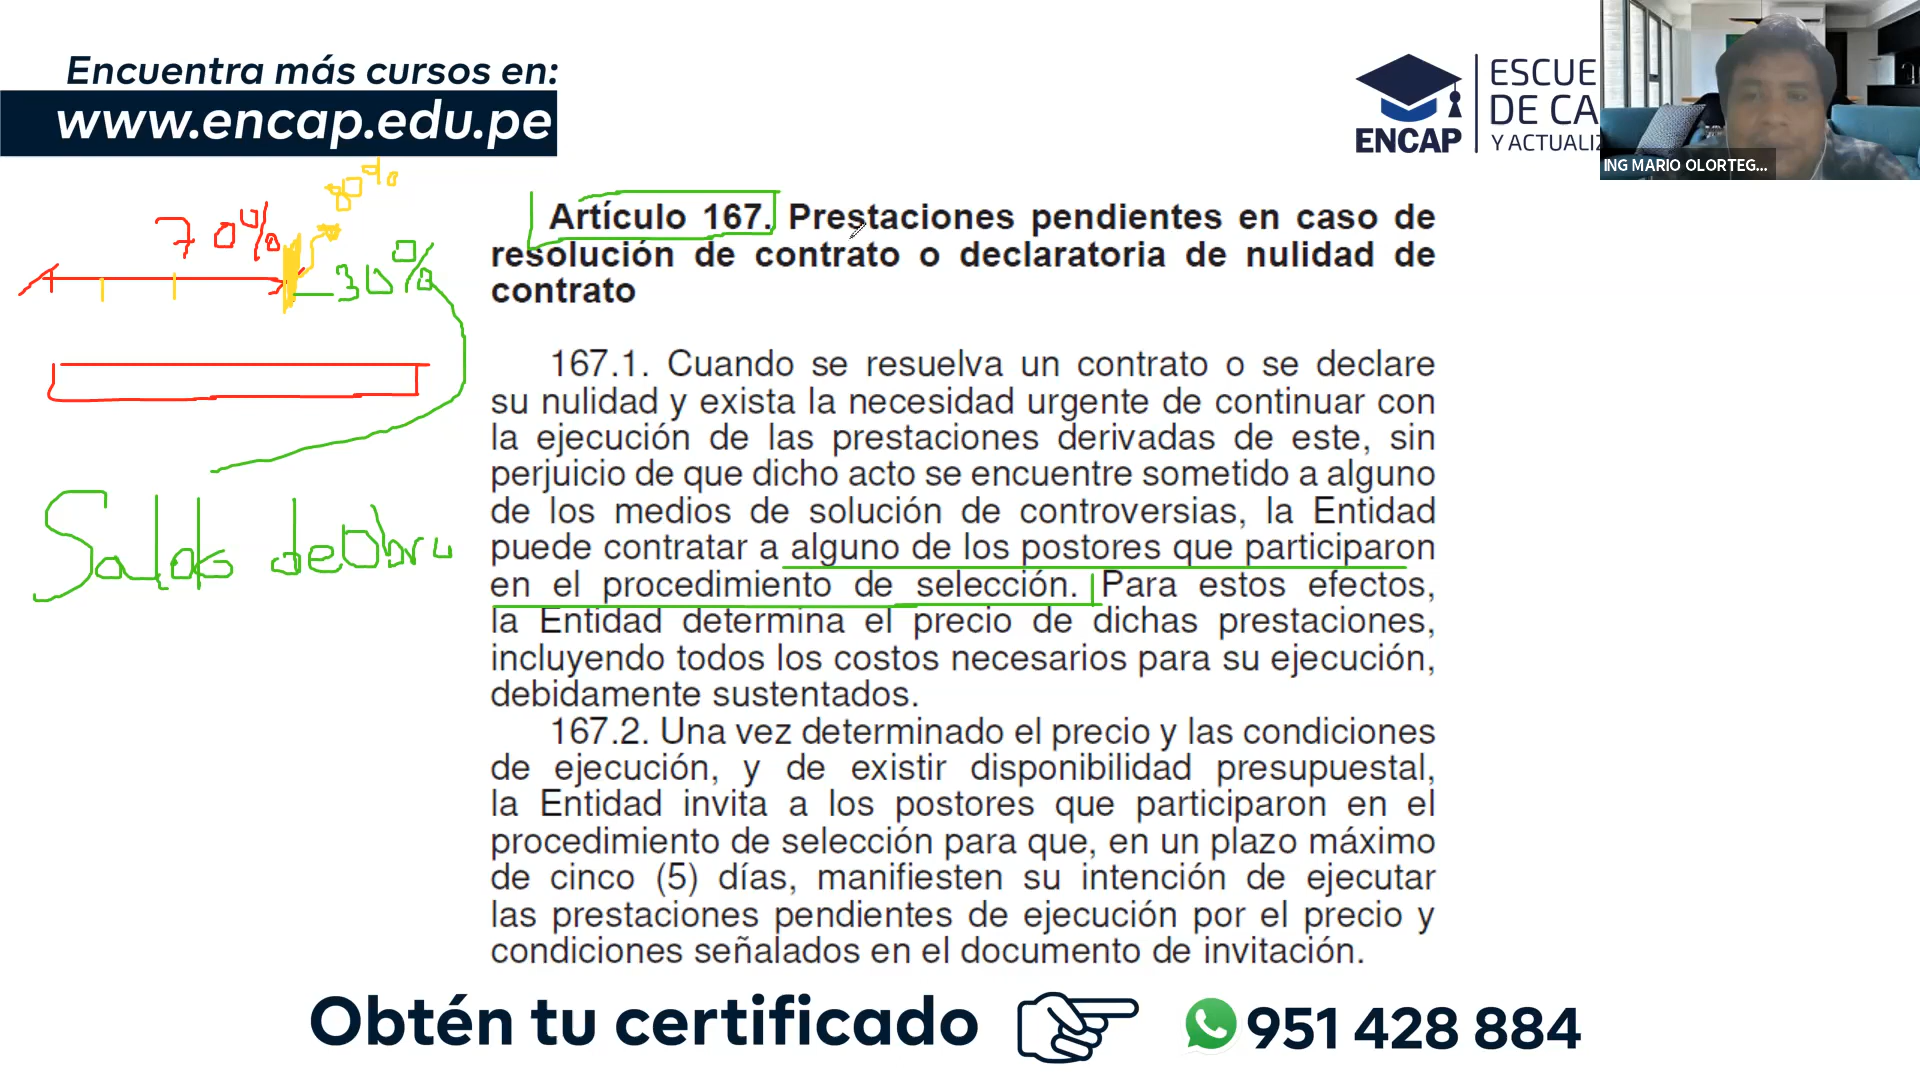 Encuentra más cursos en:
www.encap.edu.pe
ENCAP
ESCUE
DE CA
Y ACTUALIZ
ING MARIO OLORTEG...
80%
70%
30%
Saldo de Obra
Artículo 167. Prestaciones pendientes en caso de
resolución de contrato o declaratoria de nulidad de
contrato
167.1. Cuando se resuelva un contrato o se declare
su nulidad y exista la necesidad urgente de continuar con
la ejecución de las prestaciones derivadas de este, sin
perjuicio de que dicho acto se encuentre sometido a alguno
de los medios de solución de controversias, la Entidad
puede contratar a alguno de los postores que participaron
en el procedimiento de selección. Para estos efectos,
la Entidad determina el precio de dichas prestaciones,
incluyendo todos los costos necesarios para su ejecución,
debidamente sustentados.
167.2. Una vez determinado el precio y las condiciones
de ejecución, y de existir disponibilidad presupuestal,
la Entidad invita a los postores que participaron en el
procedimiento de selección para que, en un plazo máximo
de cinco (5) días, manifiesten su intención de ejecutar
las prestaciones pendientes de ejecución por el precio y
condiciones señalados en el documento de invitación.
Obtén tu certificado
951 428 884